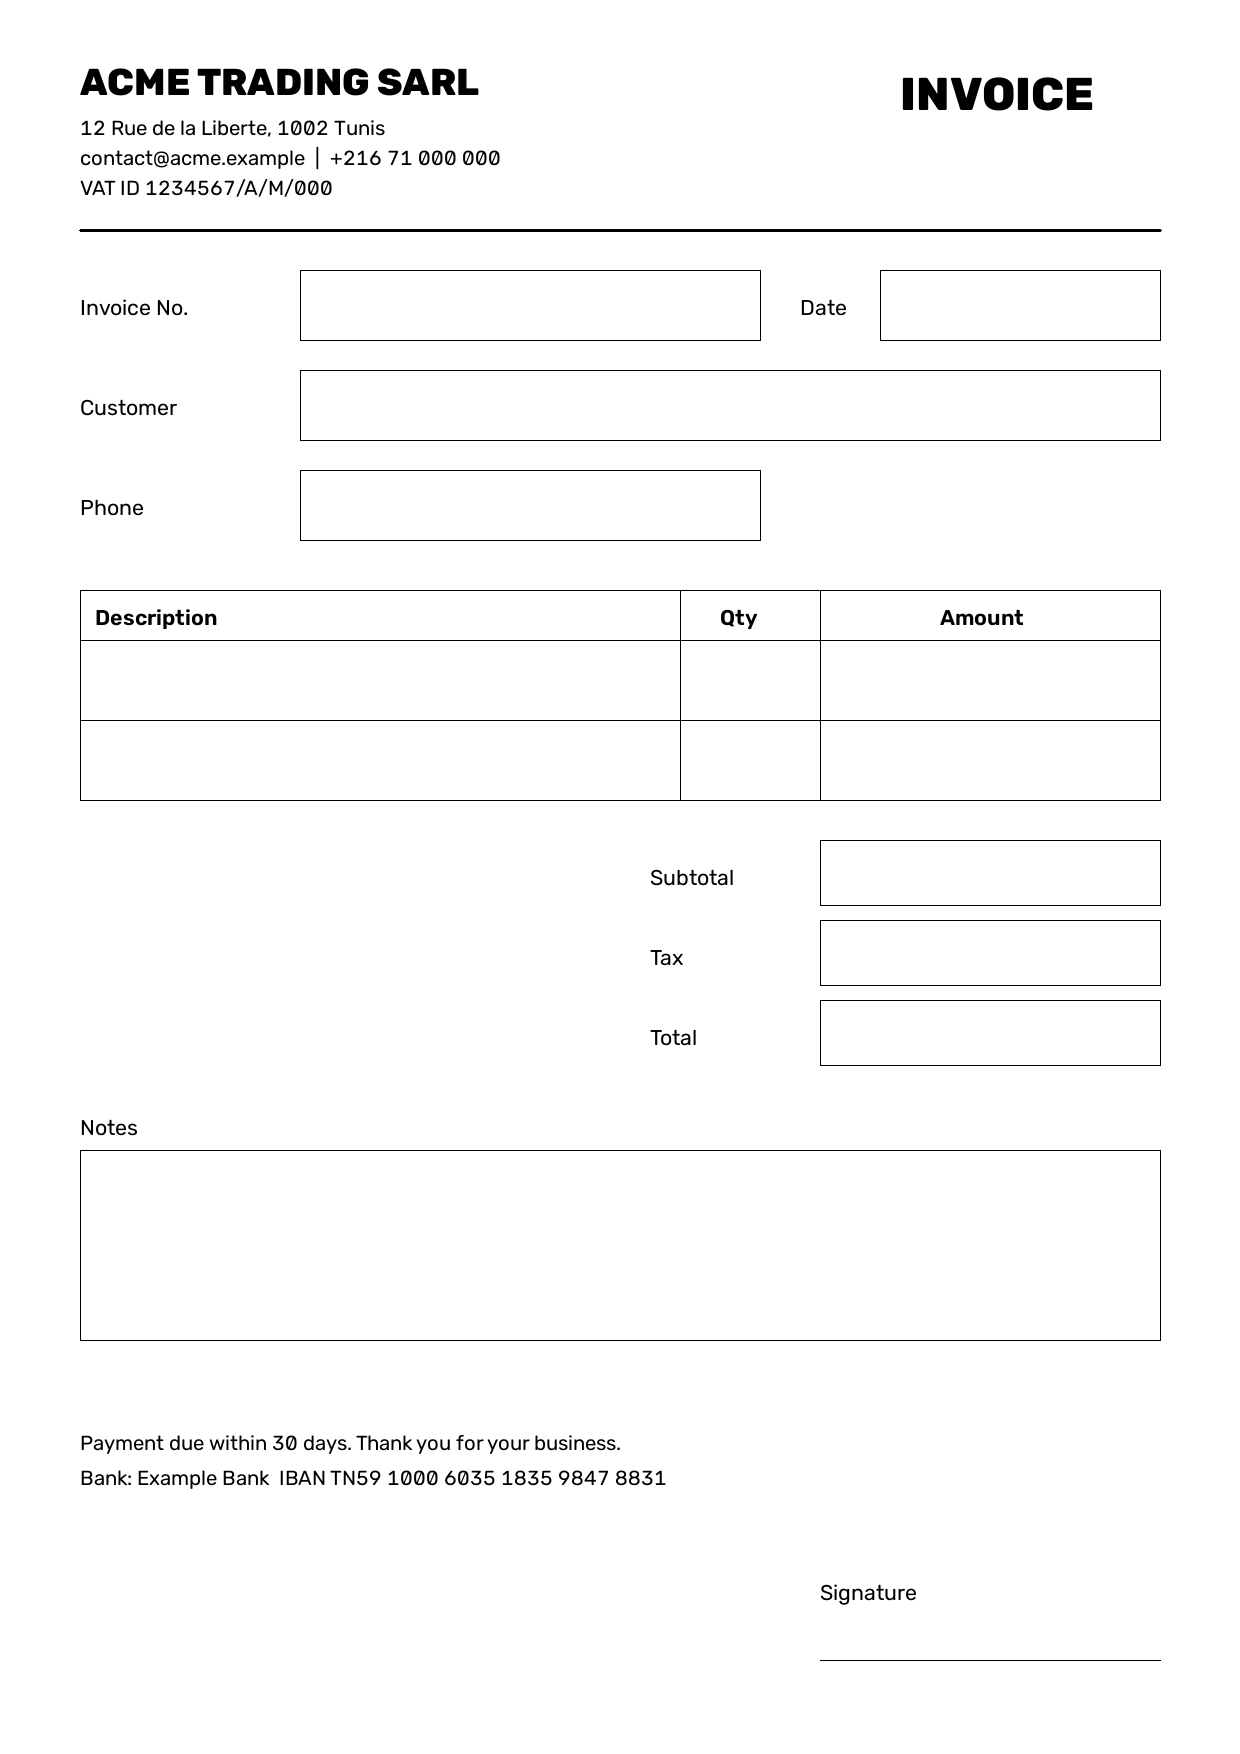 ACME TRADING SARL
INVOICE
12 Rue de la Liberte, 1002 Tunis
contact@acme.example | +216 71 000 000
VAT ID 1234567/A/M/000
Invoice No.
Date
Customer
Phone
Description Qty Amount
Subtotal
Tax
Total
Notes
Payment due within 30 days. Thank you for your business.
Bank: Example Bank IBAN TN59 1000 6035 1835 9847 8831
Signature